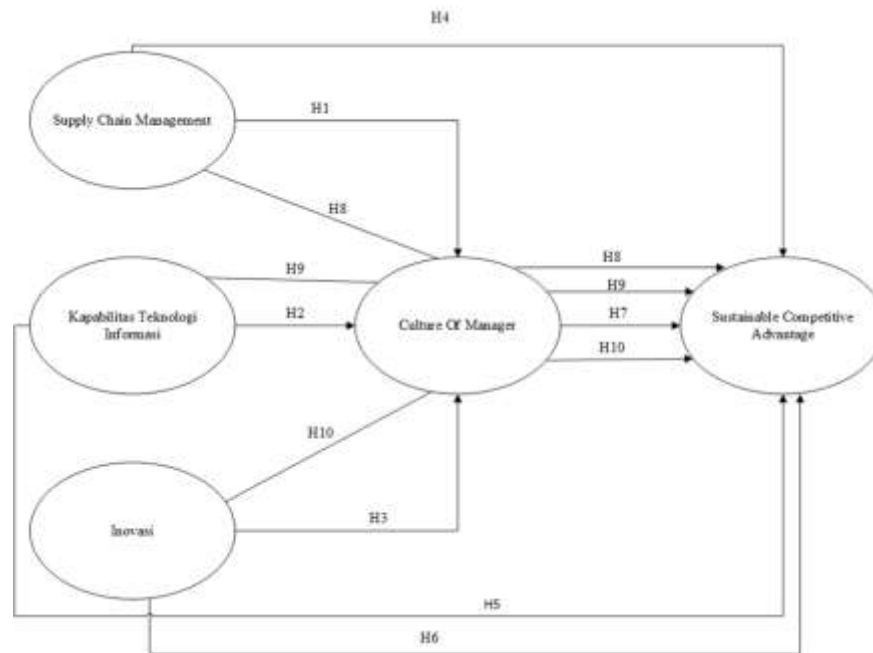 H4
Supply Chain Management
H1
H8
H9
H8
H9
Kapabilitas Teknologi
Informasi
H2
Culture Of Manager
H7
Sustainable Competitive
Advantage
H10
H10
H3
Inovasi
H5
H6